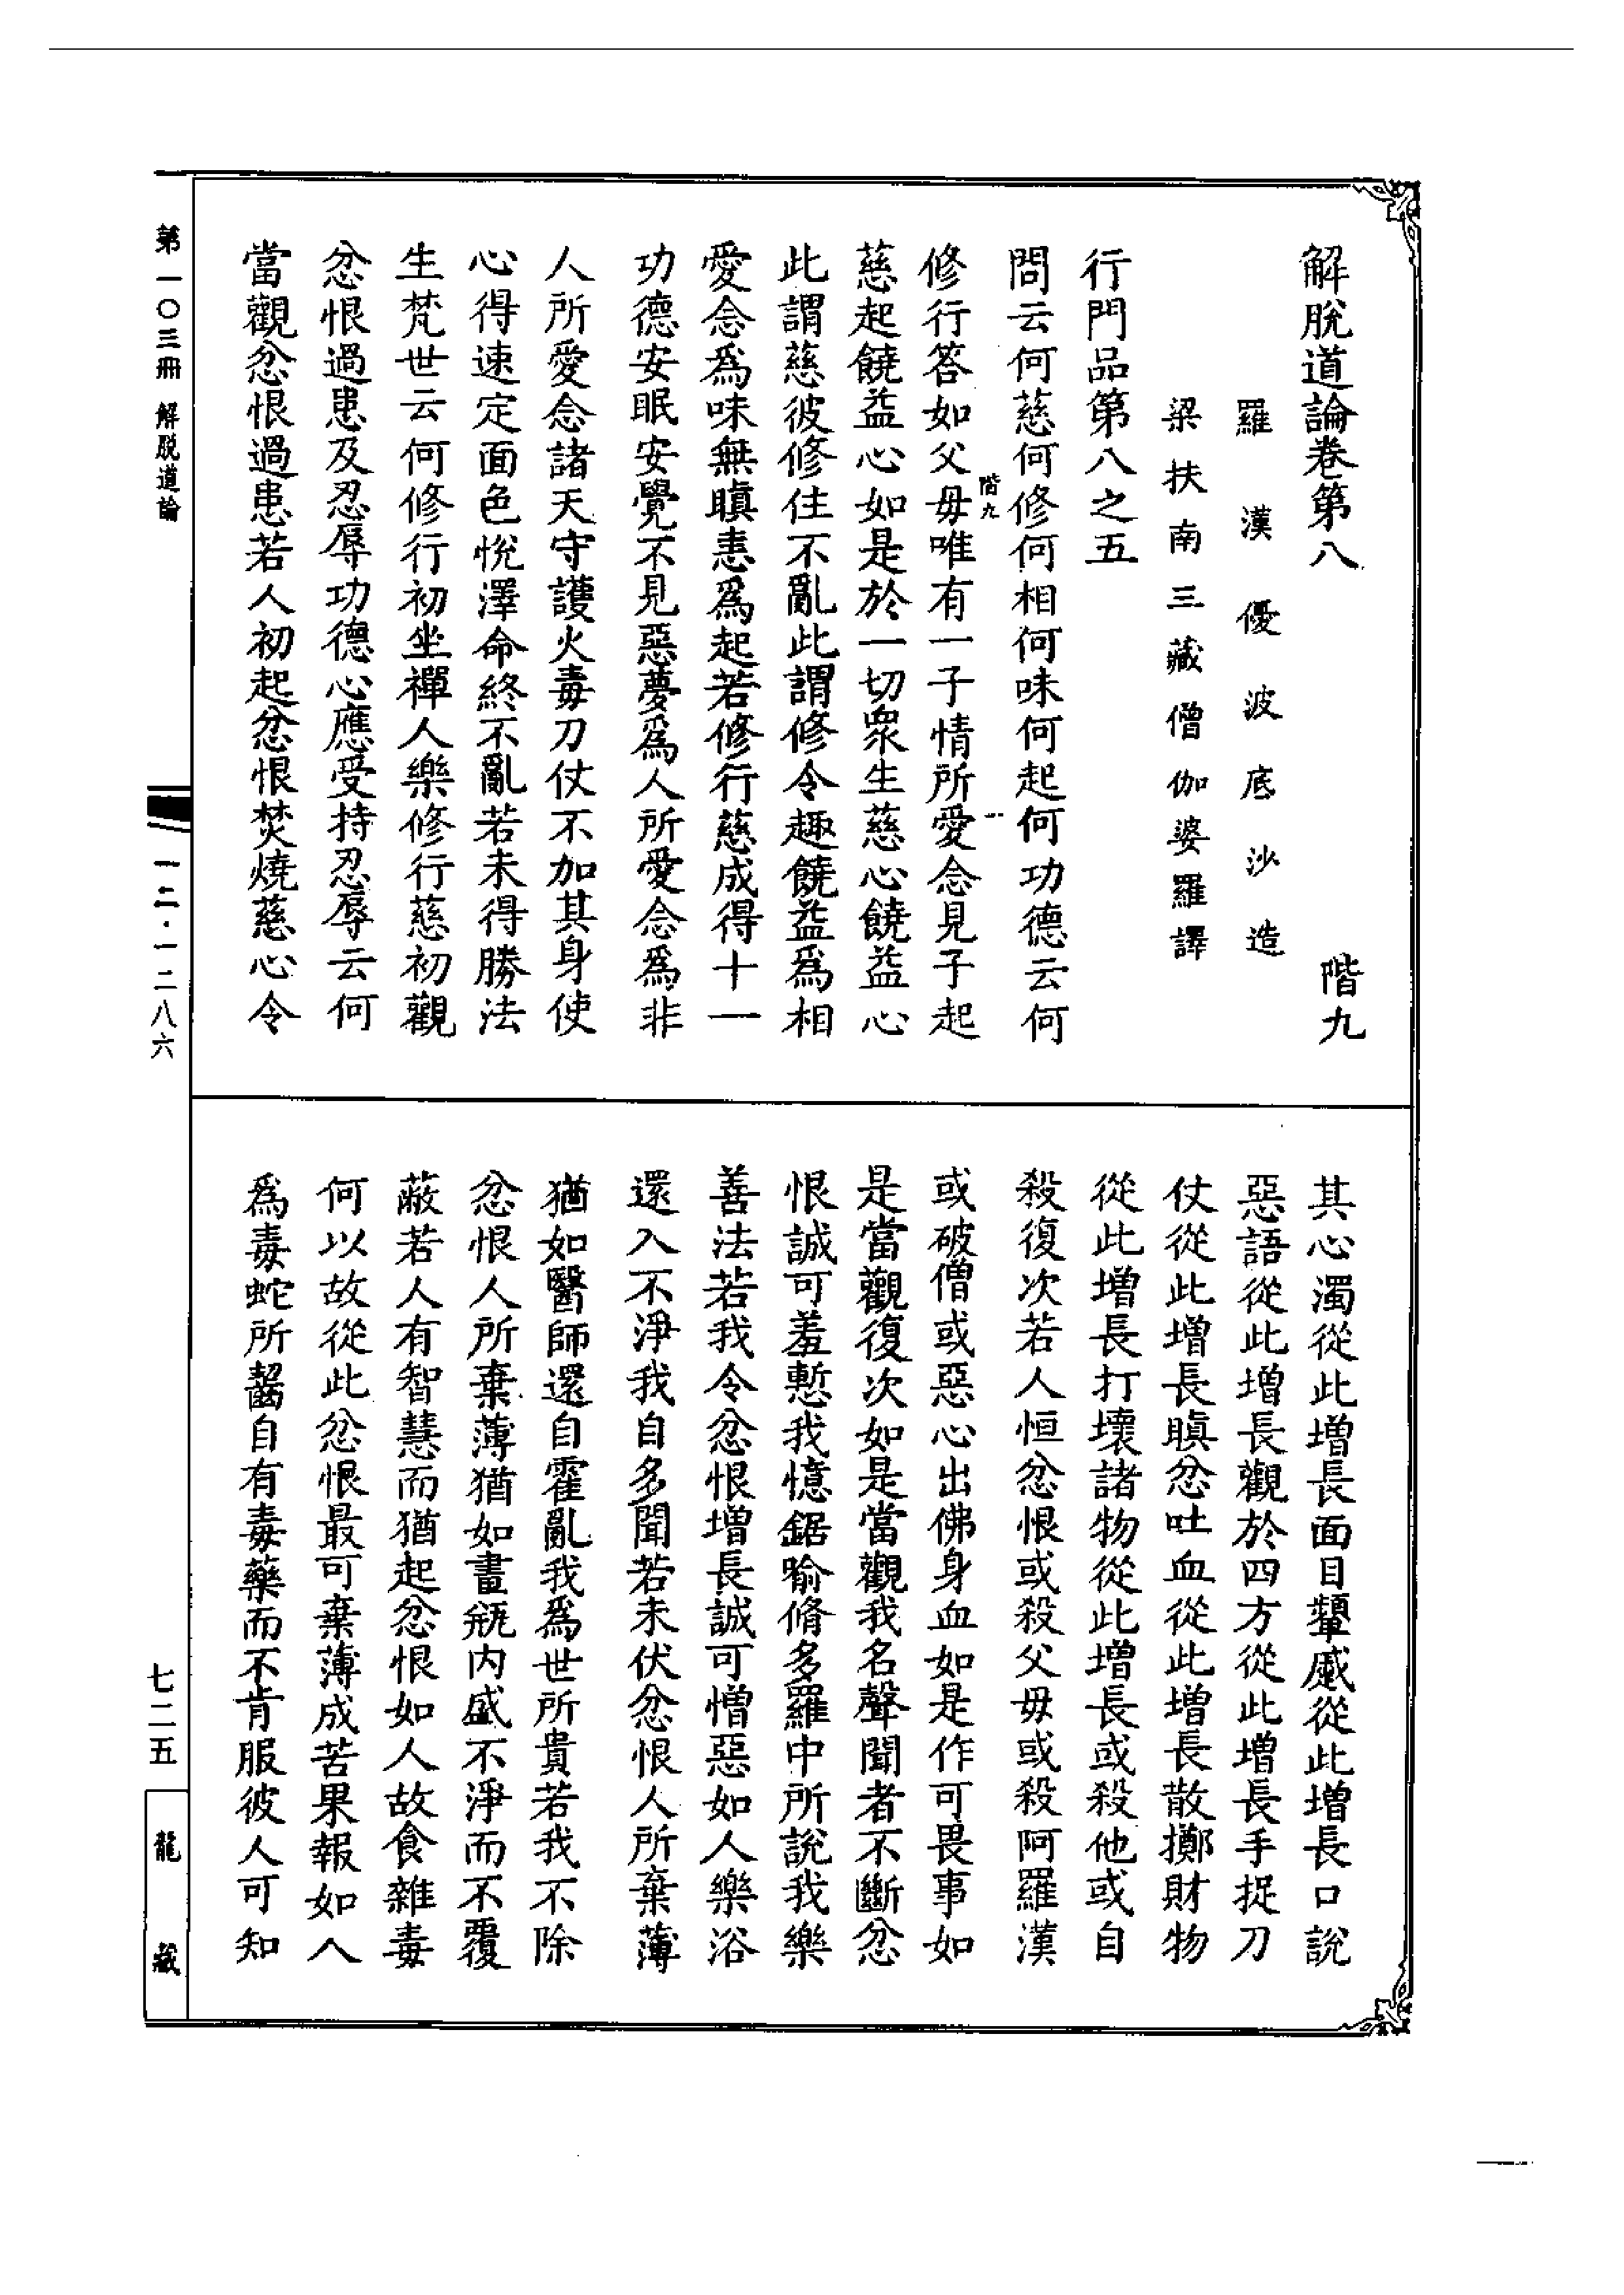 解脫道論卷第八　階九
羅漢優波底沙造
梁扶南三藏僧伽婆羅譯
行門品第八之五
問云何慈何修何相何味何起何功德云何
修行答如父毋唯有一子情所愛念見子起
階九
慈起饒益心如是於一切眾生慈心饒益心
此謂慈彼修住不亂此謂修令趣饒益為相
愛念為味無瞋恚為起若修行慈成得十一
功德安眠安覺不見惡夢為人所愛念為非
人所愛念諸天守護火毒刀仗不加其身使
心得速定面色悅澤命終不亂若未得勝法
生梵世云何修行初坐禪人樂修行慈初觀
忿恨過患及忍辱功德心應受持忍辱云何
當觀忿恨過患若人初起忿恨焚燒慈心令
其心濁從此增長面目顰蹙從此增長口說
惡語從此增長觀於四方從此增長手捉刀
仗從此增長瞋忿吐血從此增長散擲財物
從此增長打壞諸物從此增長或殺他或自
殺復次若人恒忿恨或殺父毋或殺阿羅漢
或破僧或惡心出佛身血如是作可畏事如
是當觀復次如是當觀我名聲聞者不斷忿
恨誠可羞慙我憶鋸喻脩多羅中所說我樂
善法若我令忿恨增長誠可憎惡如人樂浴
還入不淨我自多聞若未伏忿恨人所棄薄
猶如醫師還自霍亂我為世所貴若我不除
忿恨人所棄薄猶如畫瓶內盛不淨而不覆
蔽若人有智慧而猶起忿恨如人故食雜毒
何以故從此忿恨最可棄薄成苦果報如人
為毒蛇所齧自有毒藥而不肯服彼人可知
第一〇三冊　解脫道論
一二·一二八六
七二五
龍藏